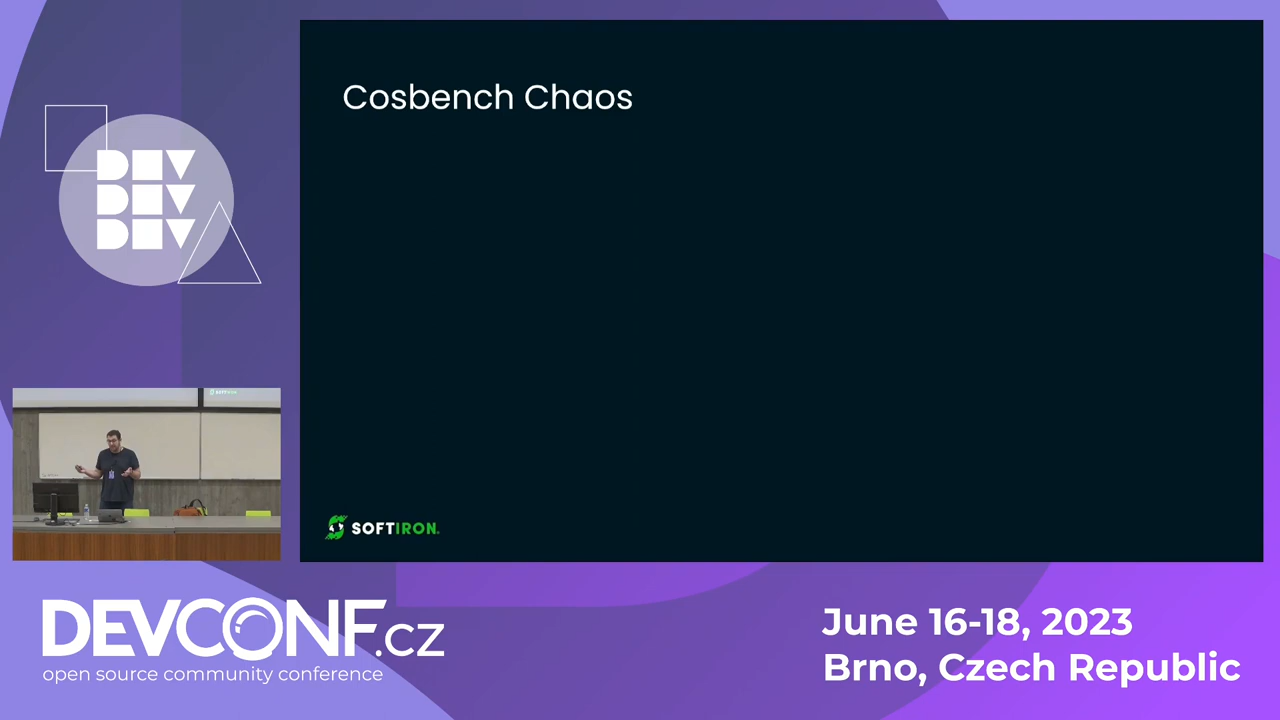 Cosbench Chaos
DEV
DEV
DEV
SOFTIRON
SOFTIRON
DEVCONF.CZ
open source community conference
June 16-18, 2023
Brno, Czech Republic